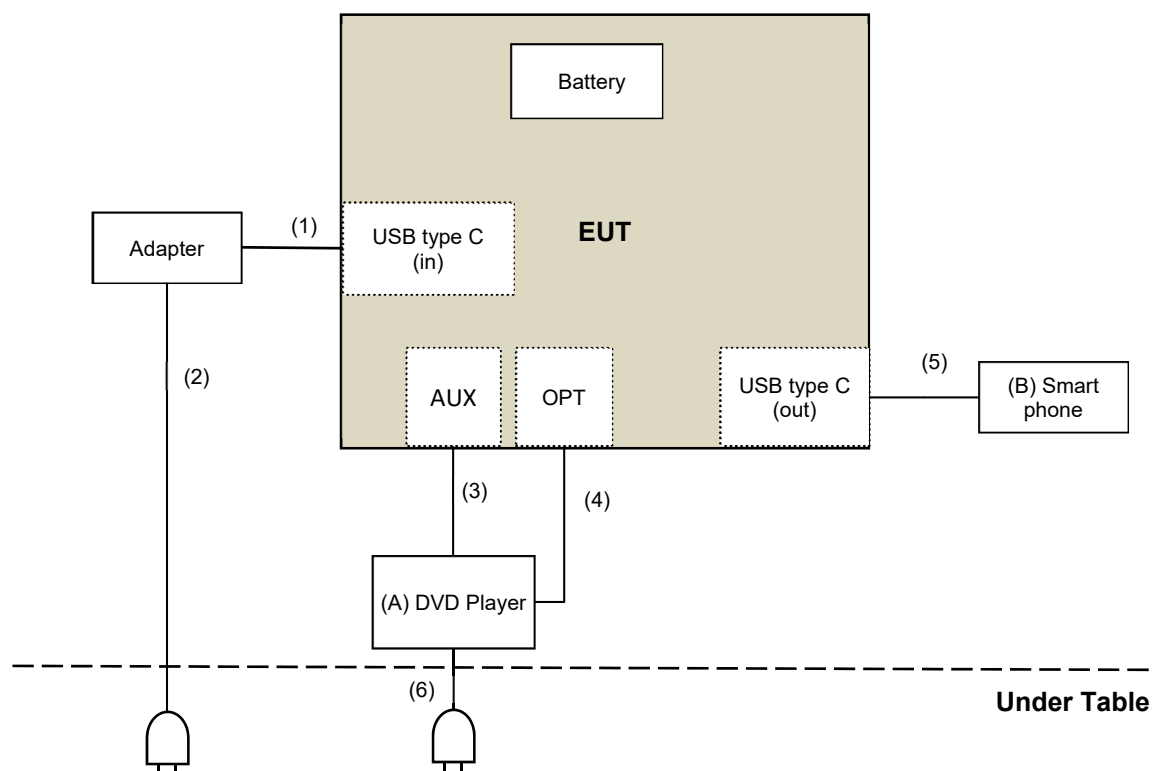 Battery
EUT
(1)
USB type C
(in)
Adapter
(2)
AUX
OPT
USB type C
(out)
(5)
(B) Smart
phone
(3)
(4)
(A) DVD Player
(6)
Under Table